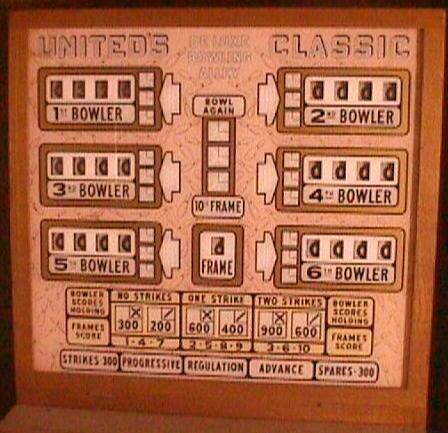 UNITED'S DE LUXE BOWLING ALLEY CLASSIC
BOWL AGAIN
1ST BOWLER
2ND BOWLER
3RD BOWLER
4TH BOWLER
10TH FRAME
5TH BOWLER
FRAME
6TH BOWLER
BOWLER SCORES HOLDING
NO STRIKES
ONE STRIKE
TWO STRIKES
BOWLER SCORES HOLDING
300 200 600 400 900 600
FRAMES SCORE
1-4-7
2-5-8-9
3-6-10
FRAMES SCORE
STRIKES 300 PROGRESSIVE REGULATION ADVANCE SPARES-300